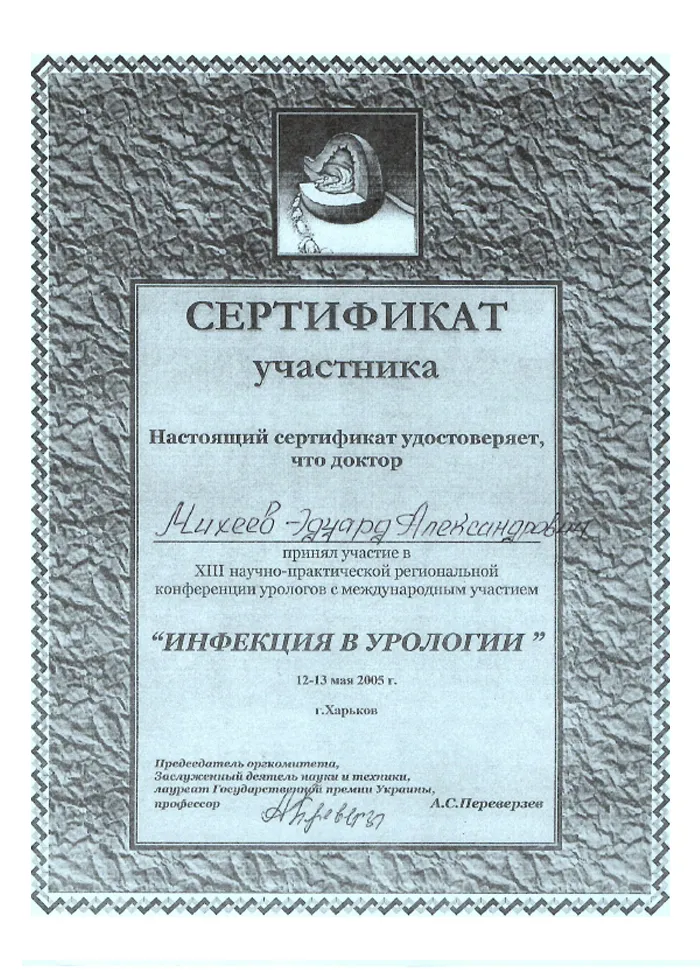 СЕРТИФИКАТ
участника
Настоящий сертификат удостоверяет,
что доктор
Михеев Эдуард Александрович
принял участие в
XIII научно-практической региональной
конференции урологов с международным участием
“ИНФЕКЦИЯ В УРОЛОГИИ ”
12-13 мая 2005 г.
г.Харьков
Председатель оргкомитета,
Заслуженный деятель науки и техники,
лауреат Государственной премии Украины,
профессор А.С.Переверзев